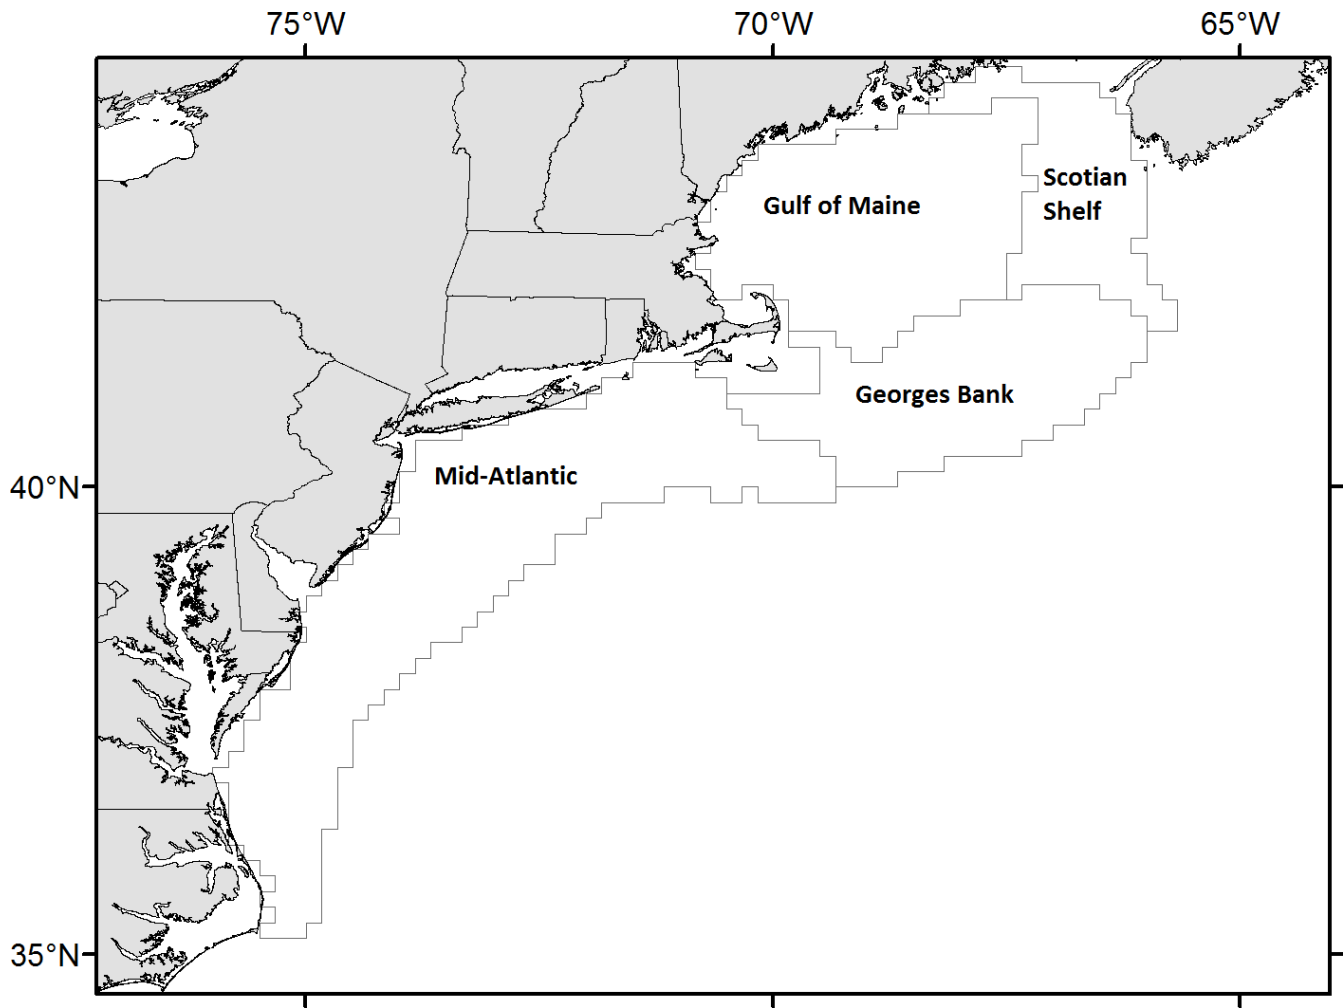 75°W
70°W
65°W
Scotian
Shelf
Gulf of Maine
Georges Bank
Mid-Atlantic
40°N
35°N